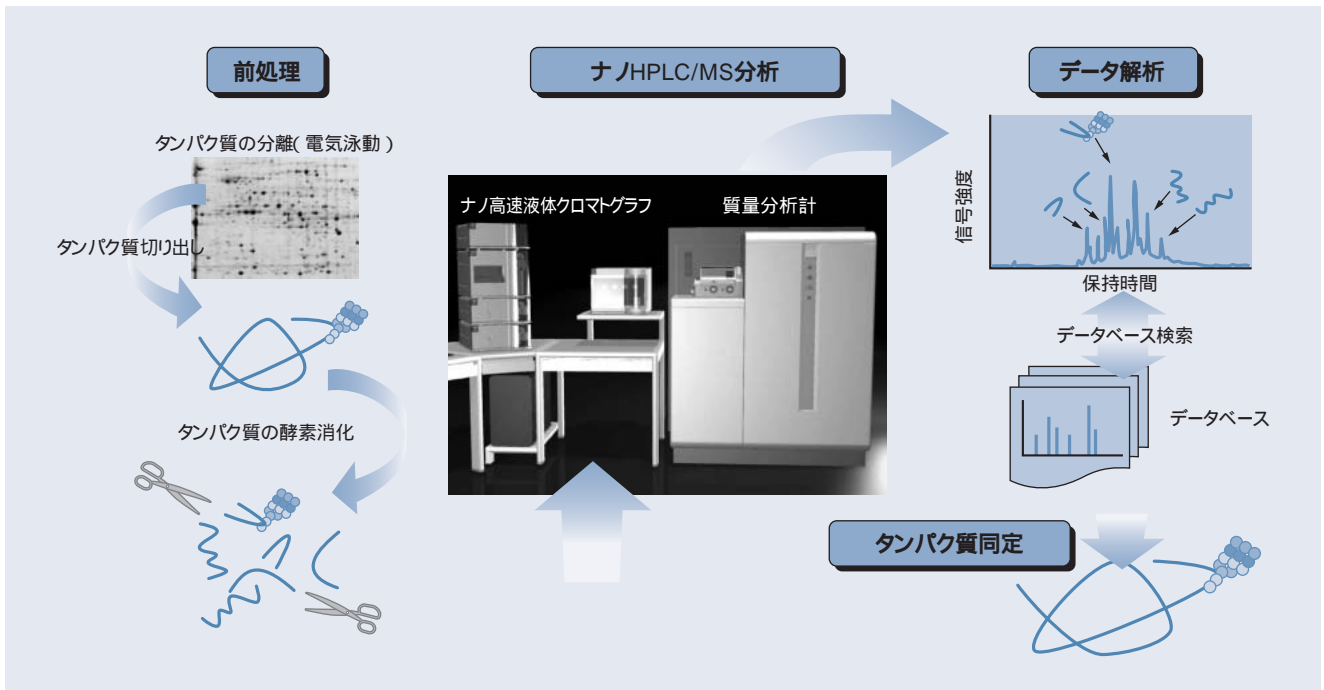 前処理
タンパク質の分離(電気泳動)
タンパク質切り出し
タンパク質の酵素消化
ナノHPLC/MS分析
ナノ高速液体クロマトグラフ
質量分析計
データ解析
信号強度
保持時間
データベース検索
データベース
タンパク質同定